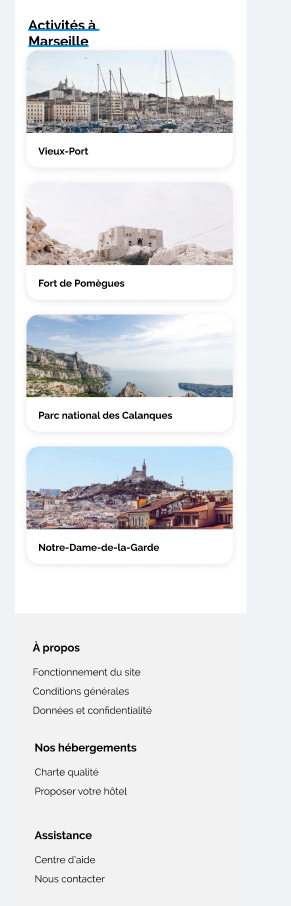 Activités à
Marseille
Vieux-Port
Fort de Pomègues
Parc national des Calanques
Notre-Dame-de-la-Garde
À propos
Fonctionnement du site
Conditions générales
Données et confidentialité
Nos hébergements
Charte qualité
Proposer votre hôtel
Assistance
Centre d'aide
Nous contacter